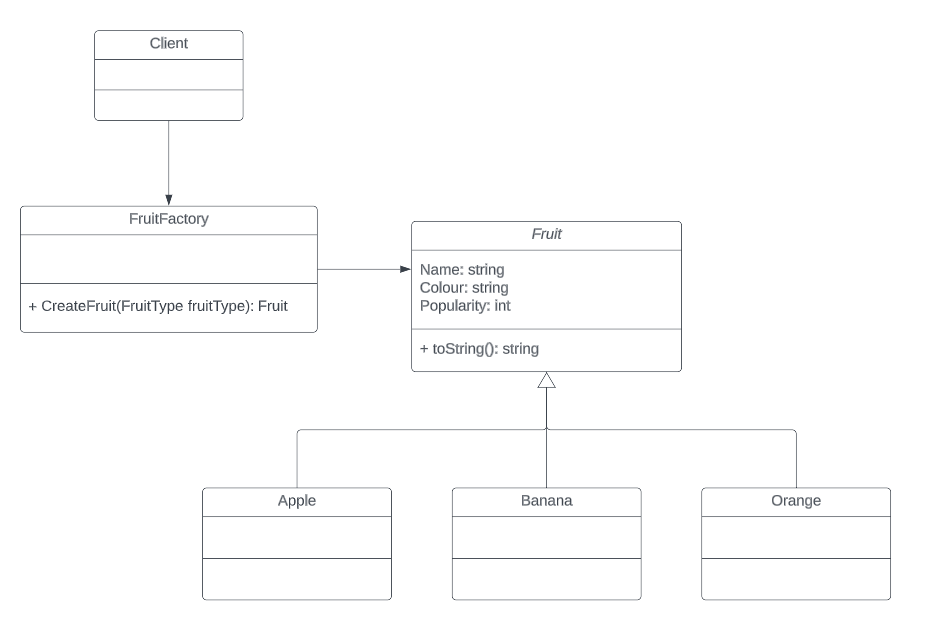 Client
FruitFactory
+ CreateFruit(FruitType fruitType): Fruit
Fruit
Name: string
Colour: string
Popularity: int
+ toString(): string
Apple
Banana
Orange